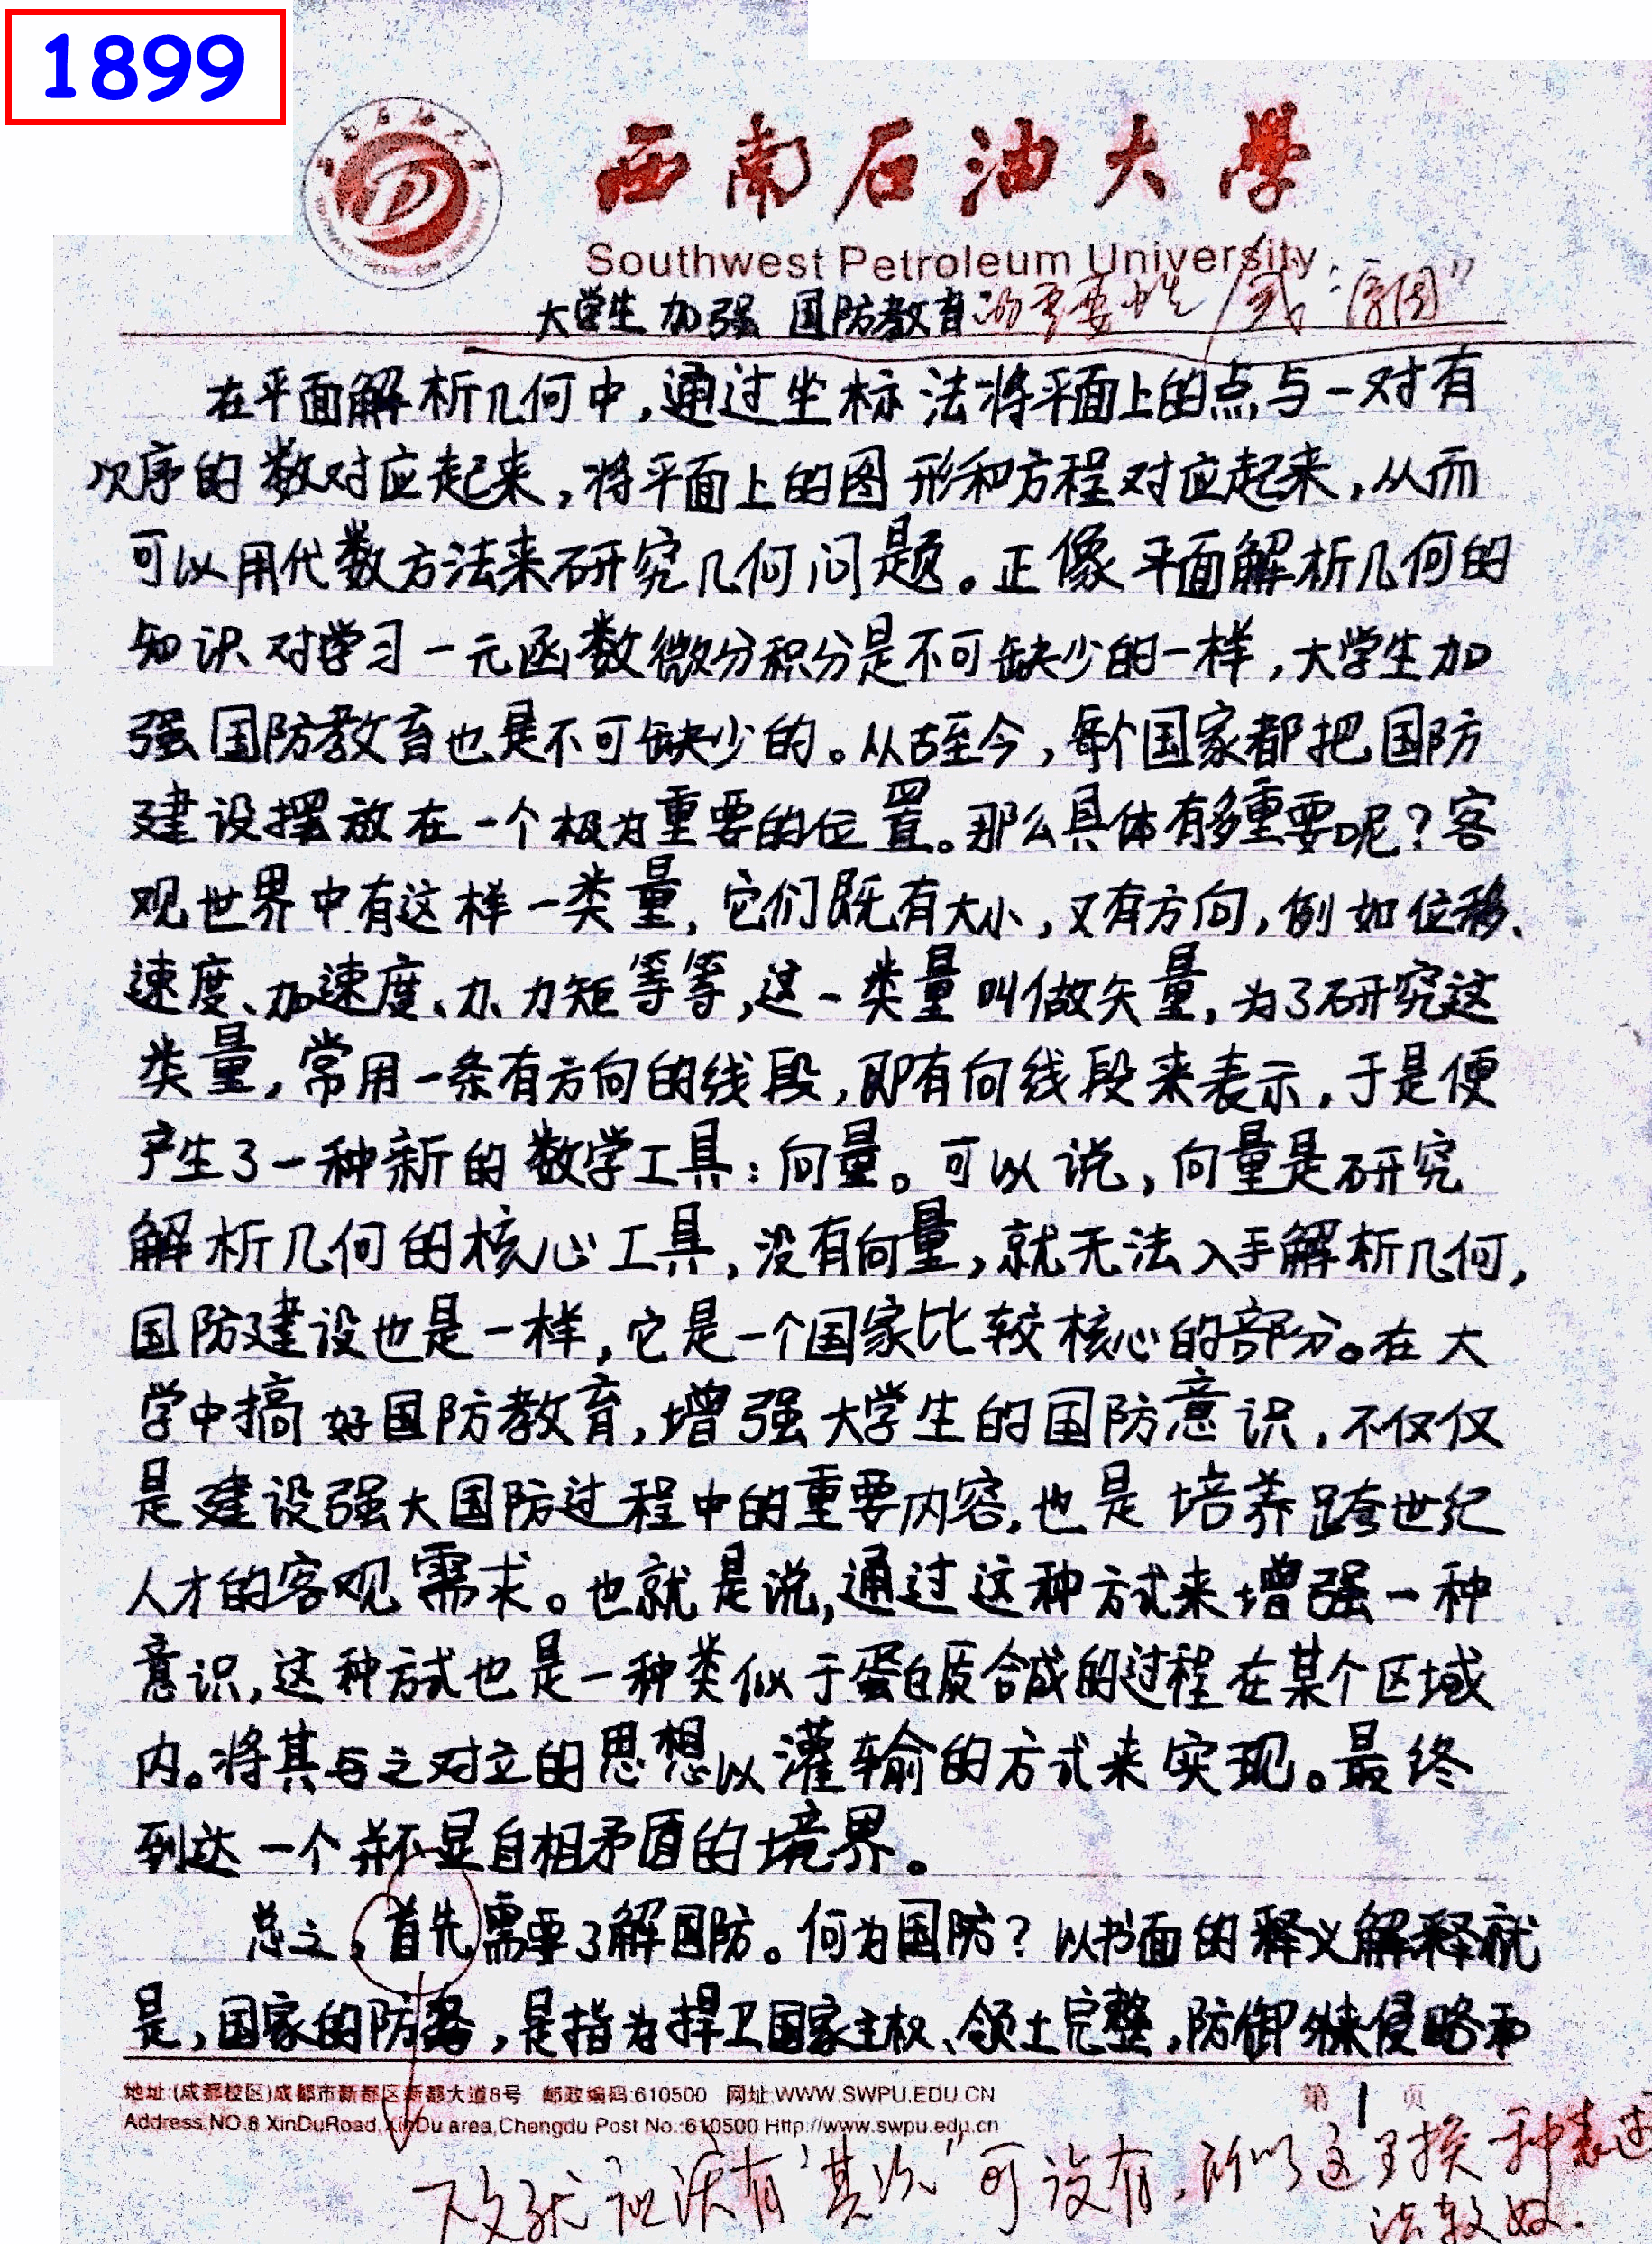 1899
西南石油大学
Southwest Petroleum University
大学生加强国防教育的重要性/或:"原因"
在平面解析几何中,通过坐标法将平面上的点与一对有
次序的数对应起来,将平面上的图形和方程对应起来,从而
可以用代数方法来研究几何问题。正像平面解析几何的
知识对学习一元函数微分积分是不可缺少的一样,大学生加
强国防教育也是不可缺少的。从古至今,每个国家都把国防
建设摆放在一个极为重要的位置。那么具体有多重要呢?客
观世界中有这样一类量,它们既有大小,又有方向,例如位移、
速度、加速度、力、力矩等等,这一类量叫做矢量,为了研究这
类量,常用一条有方向的线段,即有向线段来表示,于是便
产生了一种新的数学工具:向量。可以说,向量是研究
解析几何的核心工具,没有向量,就无法入手解析几何,
国防建设也是一样,它是一个国家比较核心的部分。在大
学中搞好国防教育,增强大学生的国防意识,不仅仅
是建设强大国防过程中的重要内容,也是培养跨世纪
人才的客观需求。也就是说,通过这种方式来增强一种
意识,这种方式也是一种类似于蛋白质合成的过程在某个区域
内。将其与之对立的思想以灌输的方式来实现。最终
到达一个并不显自相矛盾的境界。
总之,首先需要了解国防。何为国防?以书面的释义解释就
是,国家的防务,是指为捍卫国家主权、领土完整,防御外来侵略和
地址:(成都校区)成都市新都区新都大道8号 邮政编码:610500 网址:WWW.SWPU.EDU.CN
第1页
Address:NO.8 XinDuRoad,XinDu area,Chengdu Post No.:610500 Http://www.swpu.edu.cn
下文就应该有"其次"可没有,所以这里换一种表述
法较好.